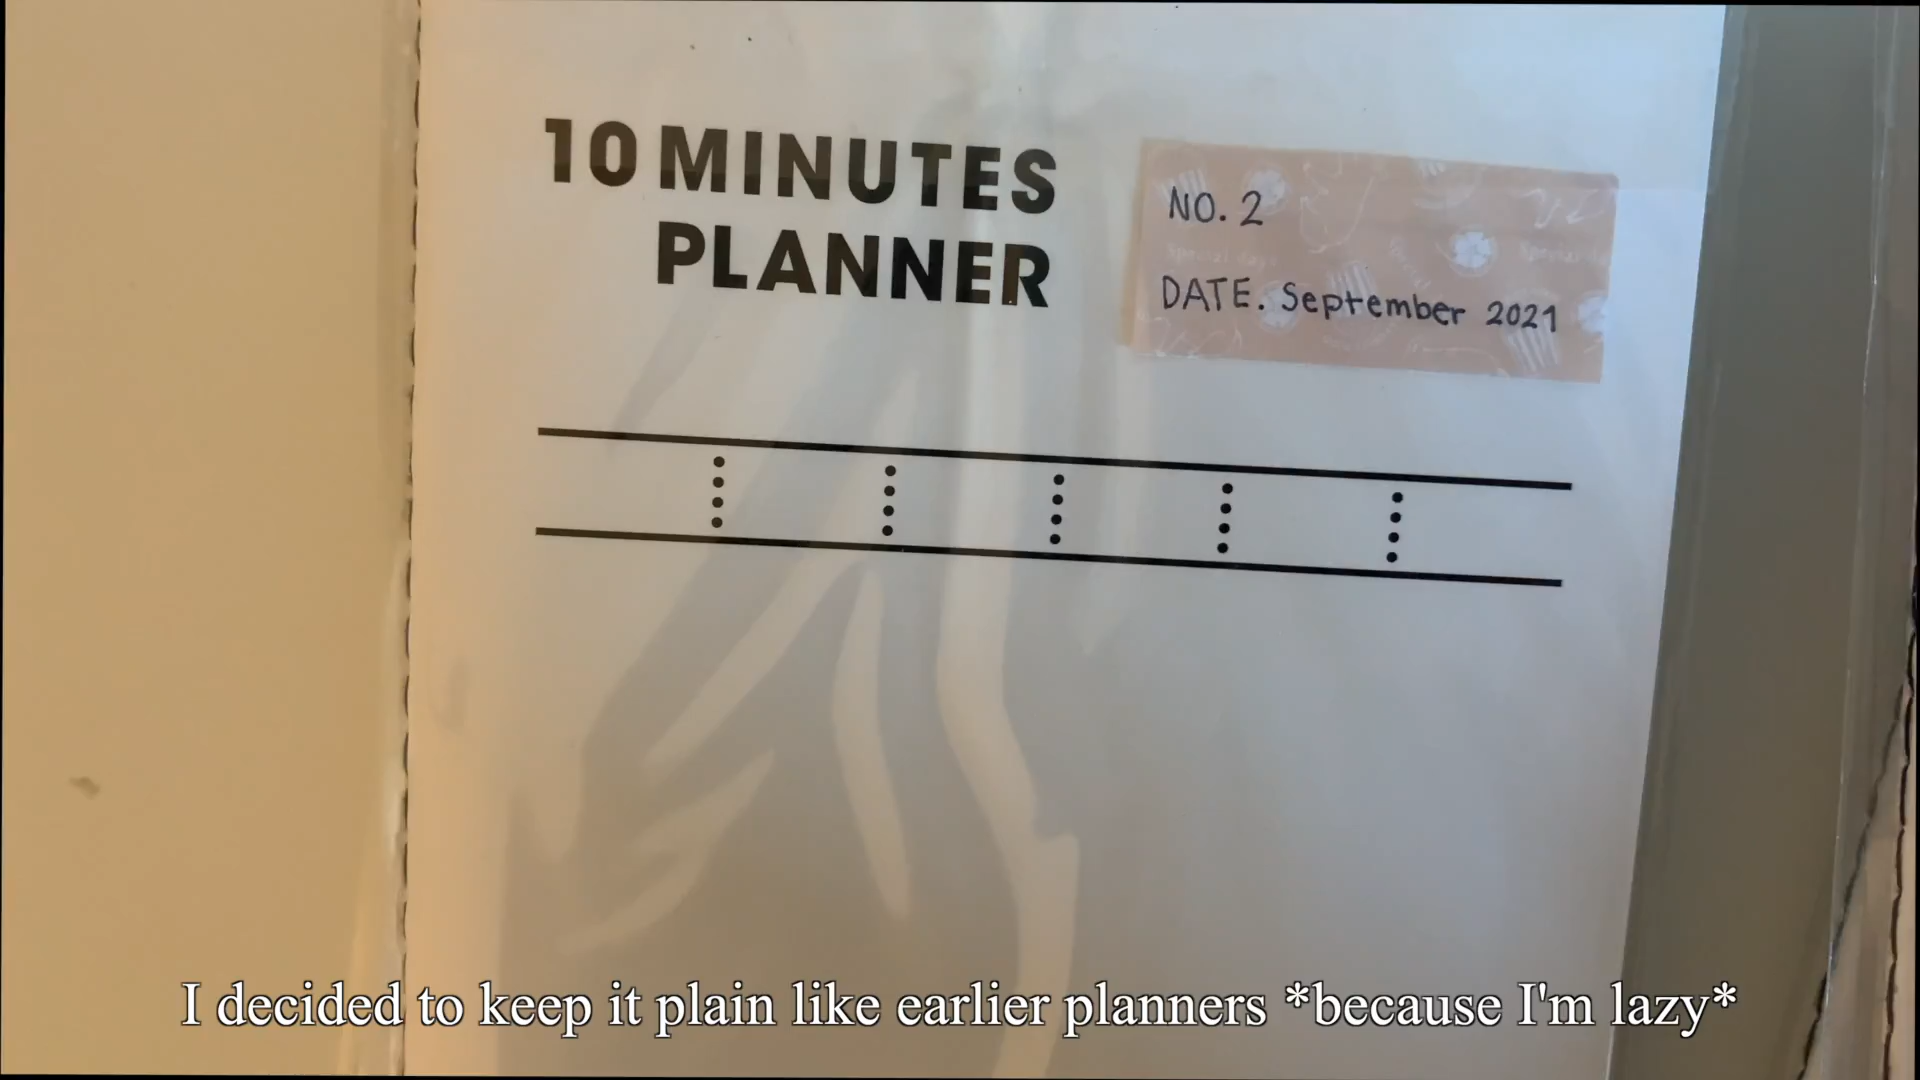 10 MINUTES
PLANNER
NO. 2
DATE. September 2021
I decided to keep it plain like earlier planners *because I'm lazy*